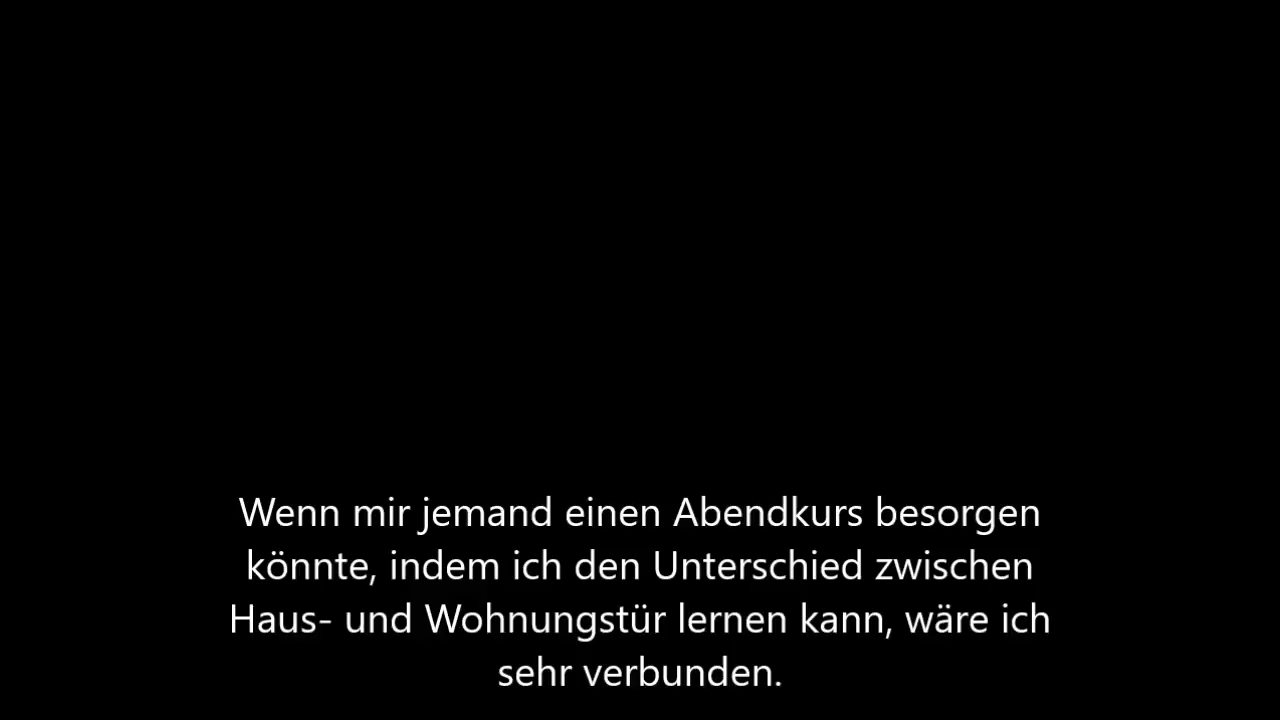 Wenn mir jemand einen Abendkurs besorgen
könnte, indem ich den Unterschied zwischen
Haus- und Wohnungstür lernen kann, wäre ich
sehr verbunden.